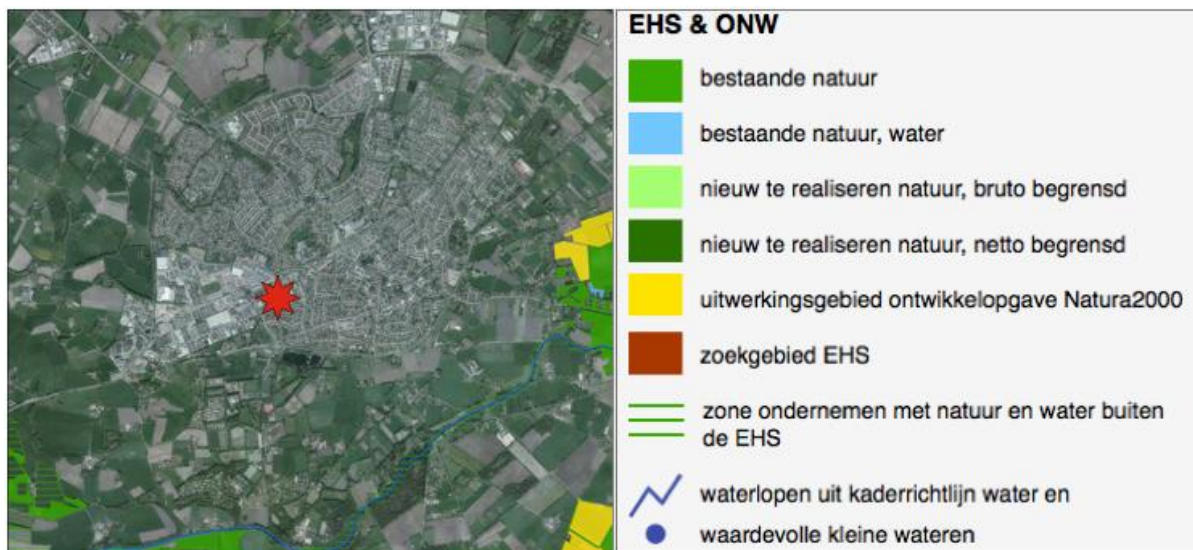 EHS & ONW
bestaande natuur
bestaande natuur, water
nieuw te realiseren natuur, bruto begrensd
nieuw te realiseren natuur, netto begrensd
uitwerkingsgebied ontwikkelopgave Natura2000
zoekgebied EHS
zone ondernemen met natuur en water buiten
de EHS
waterlopen uit kaderrichtlijn water en
waardevolle kleine wateren